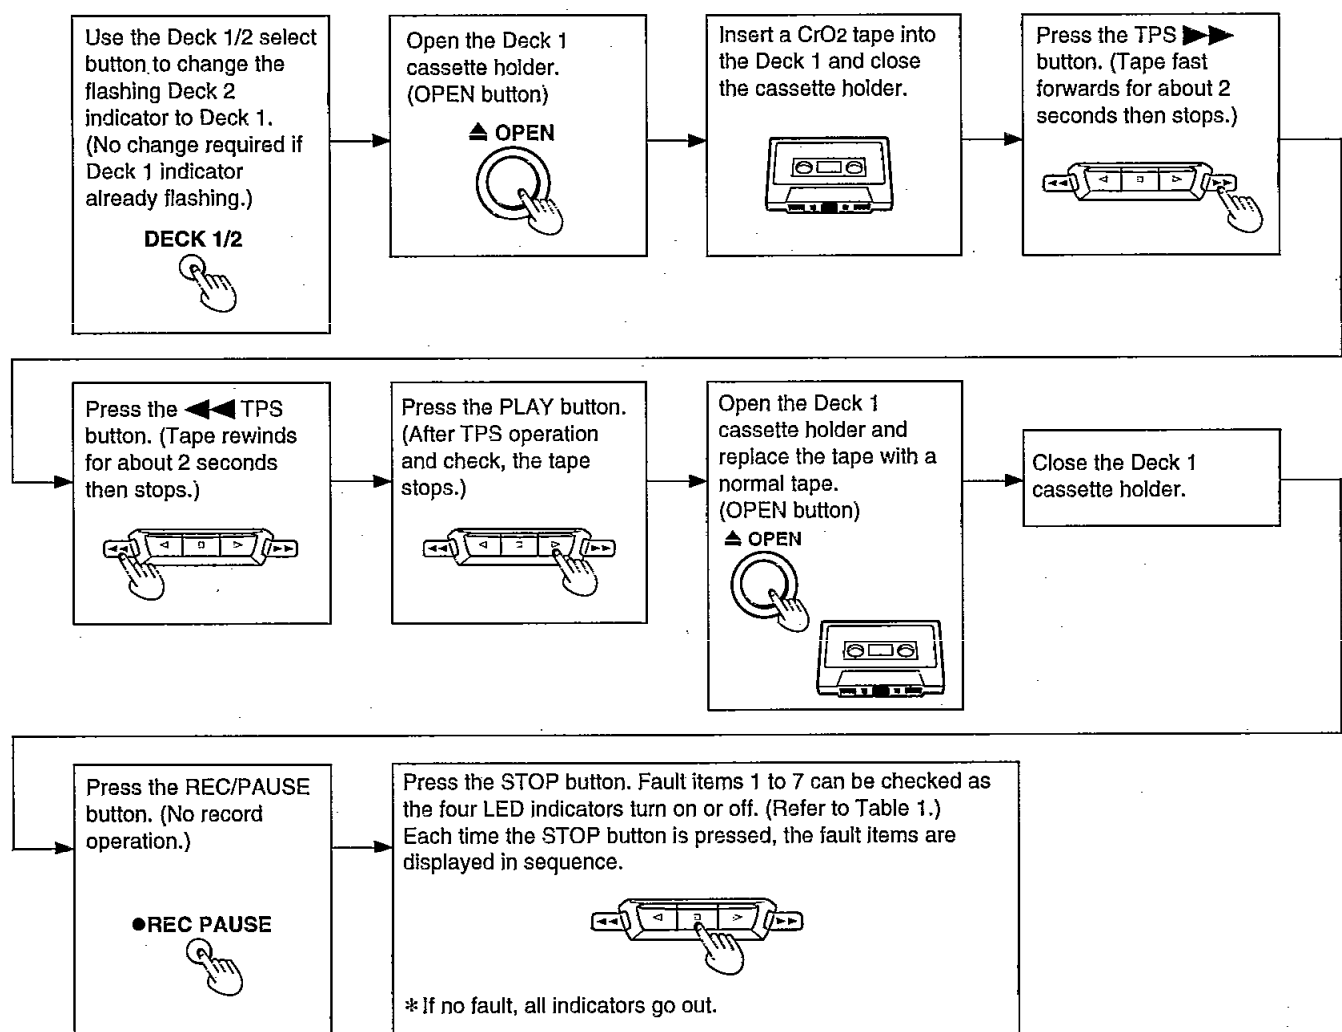 Use the Deck 1/2 select
button to change the
flashing Deck 2
indicator to Deck 1.
(No change required if
Deck 1 indicator
already flashing.)
DECK 1/2
Open the Deck 1
cassette holder.
(OPEN button)
▲ OPEN
Insert a CrO2 tape into
the Deck 1 and close
the cassette holder.
Press the TPS ▶▶
button. (Tape fast
forwards for about 2
seconds then stops.)
Press the ◀◀ TPS
button. (Tape rewinds
for about 2 seconds
then stops.)
Press the PLAY button.
(After TPS operation
and check, the tape
stops.)
Open the Deck 1
cassette holder and
replace the tape with a
normal tape.
(OPEN button)
▲ OPEN
Close the Deck 1
cassette holder.
Press the REC/PAUSE
button. (No record
operation.)
●REC PAUSE
Press the STOP button. Fault items 1 to 7 can be checked as
the four LED indicators turn on or off. (Refer to Table 1.)
Each time the STOP button is pressed, the fault items are
displayed in sequence.
*If no fault, all indicators go out.